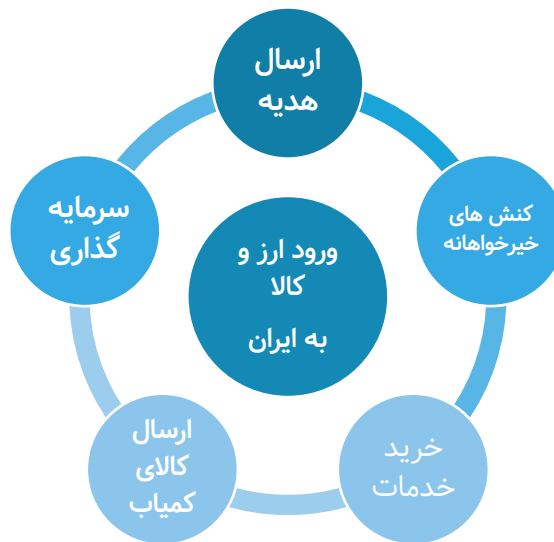 ارسال
هدیه
کنش های
خیرخواهانه
خرید
خدمات
ارسال
کالای
کمیاب
سرمایه
گذاری
ورود ارز و
کالا
به ایران